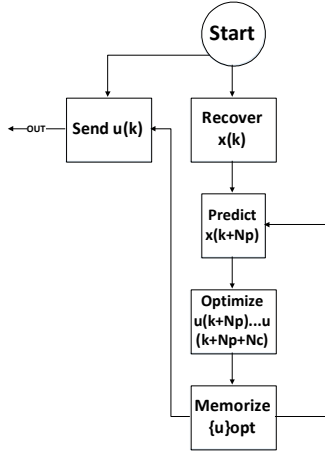 Start
Send u(k)
OUT
Recover
x(k)
Predict
x(k+Np)
Optimize
u(k+Np)...u
(k+Np+Nc)
Memorize
{u}opt